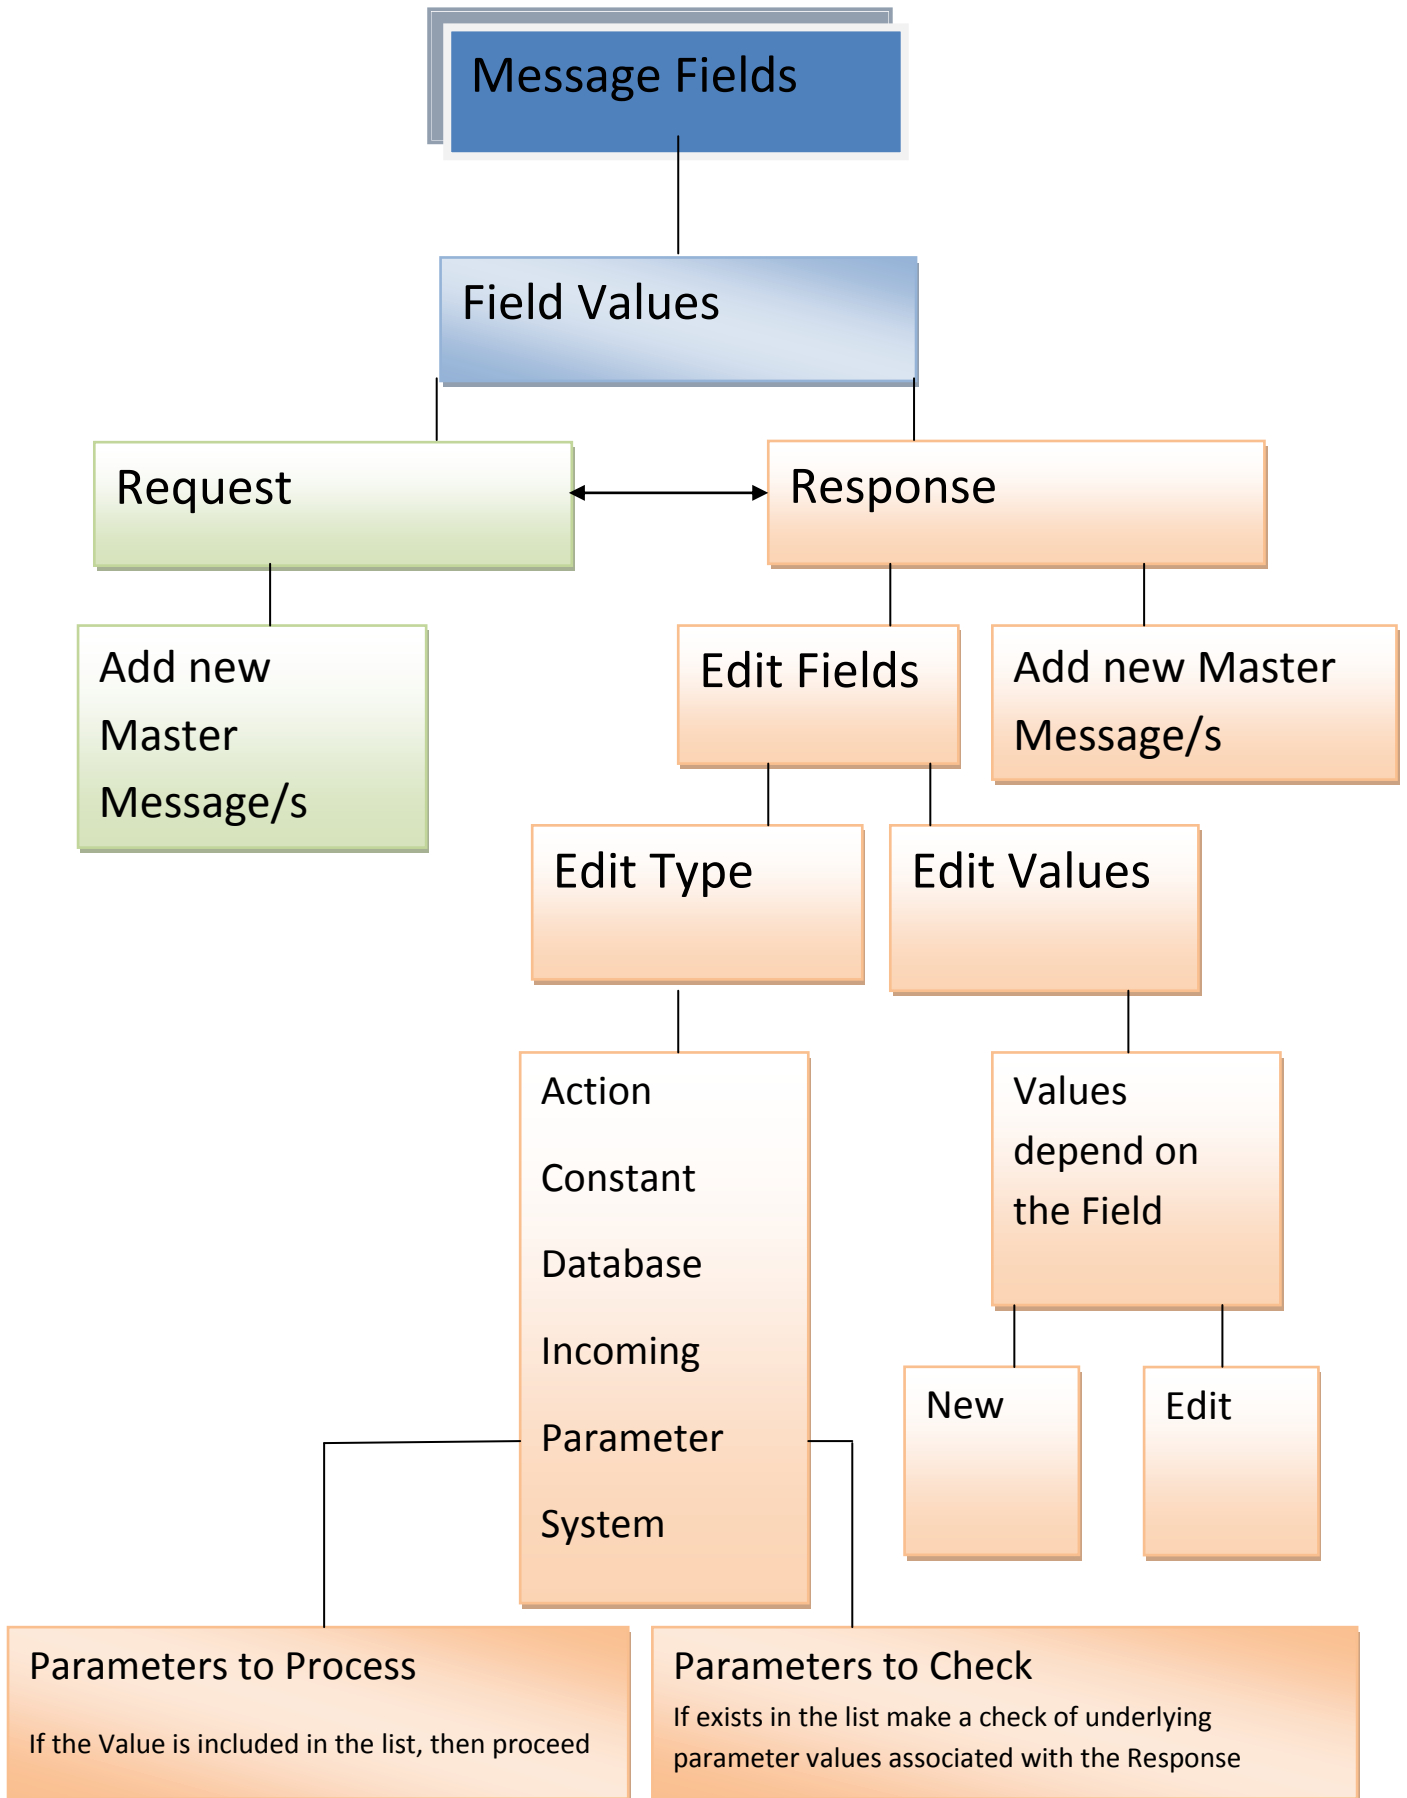 Message Fields
Field Values
Request
Response
Add new
Master
Message/s
Edit Fields
Add new Master
Message/s
Edit Type
Edit Values
Action
Constant
Database
Incoming
Parameter
System
Values
depend on
the Field
New
Edit
Parameters to Process
If the Value is included in the list, then proceed
Parameters to Check
If exists in the list make a check of underlying
parameter values associated with the Response